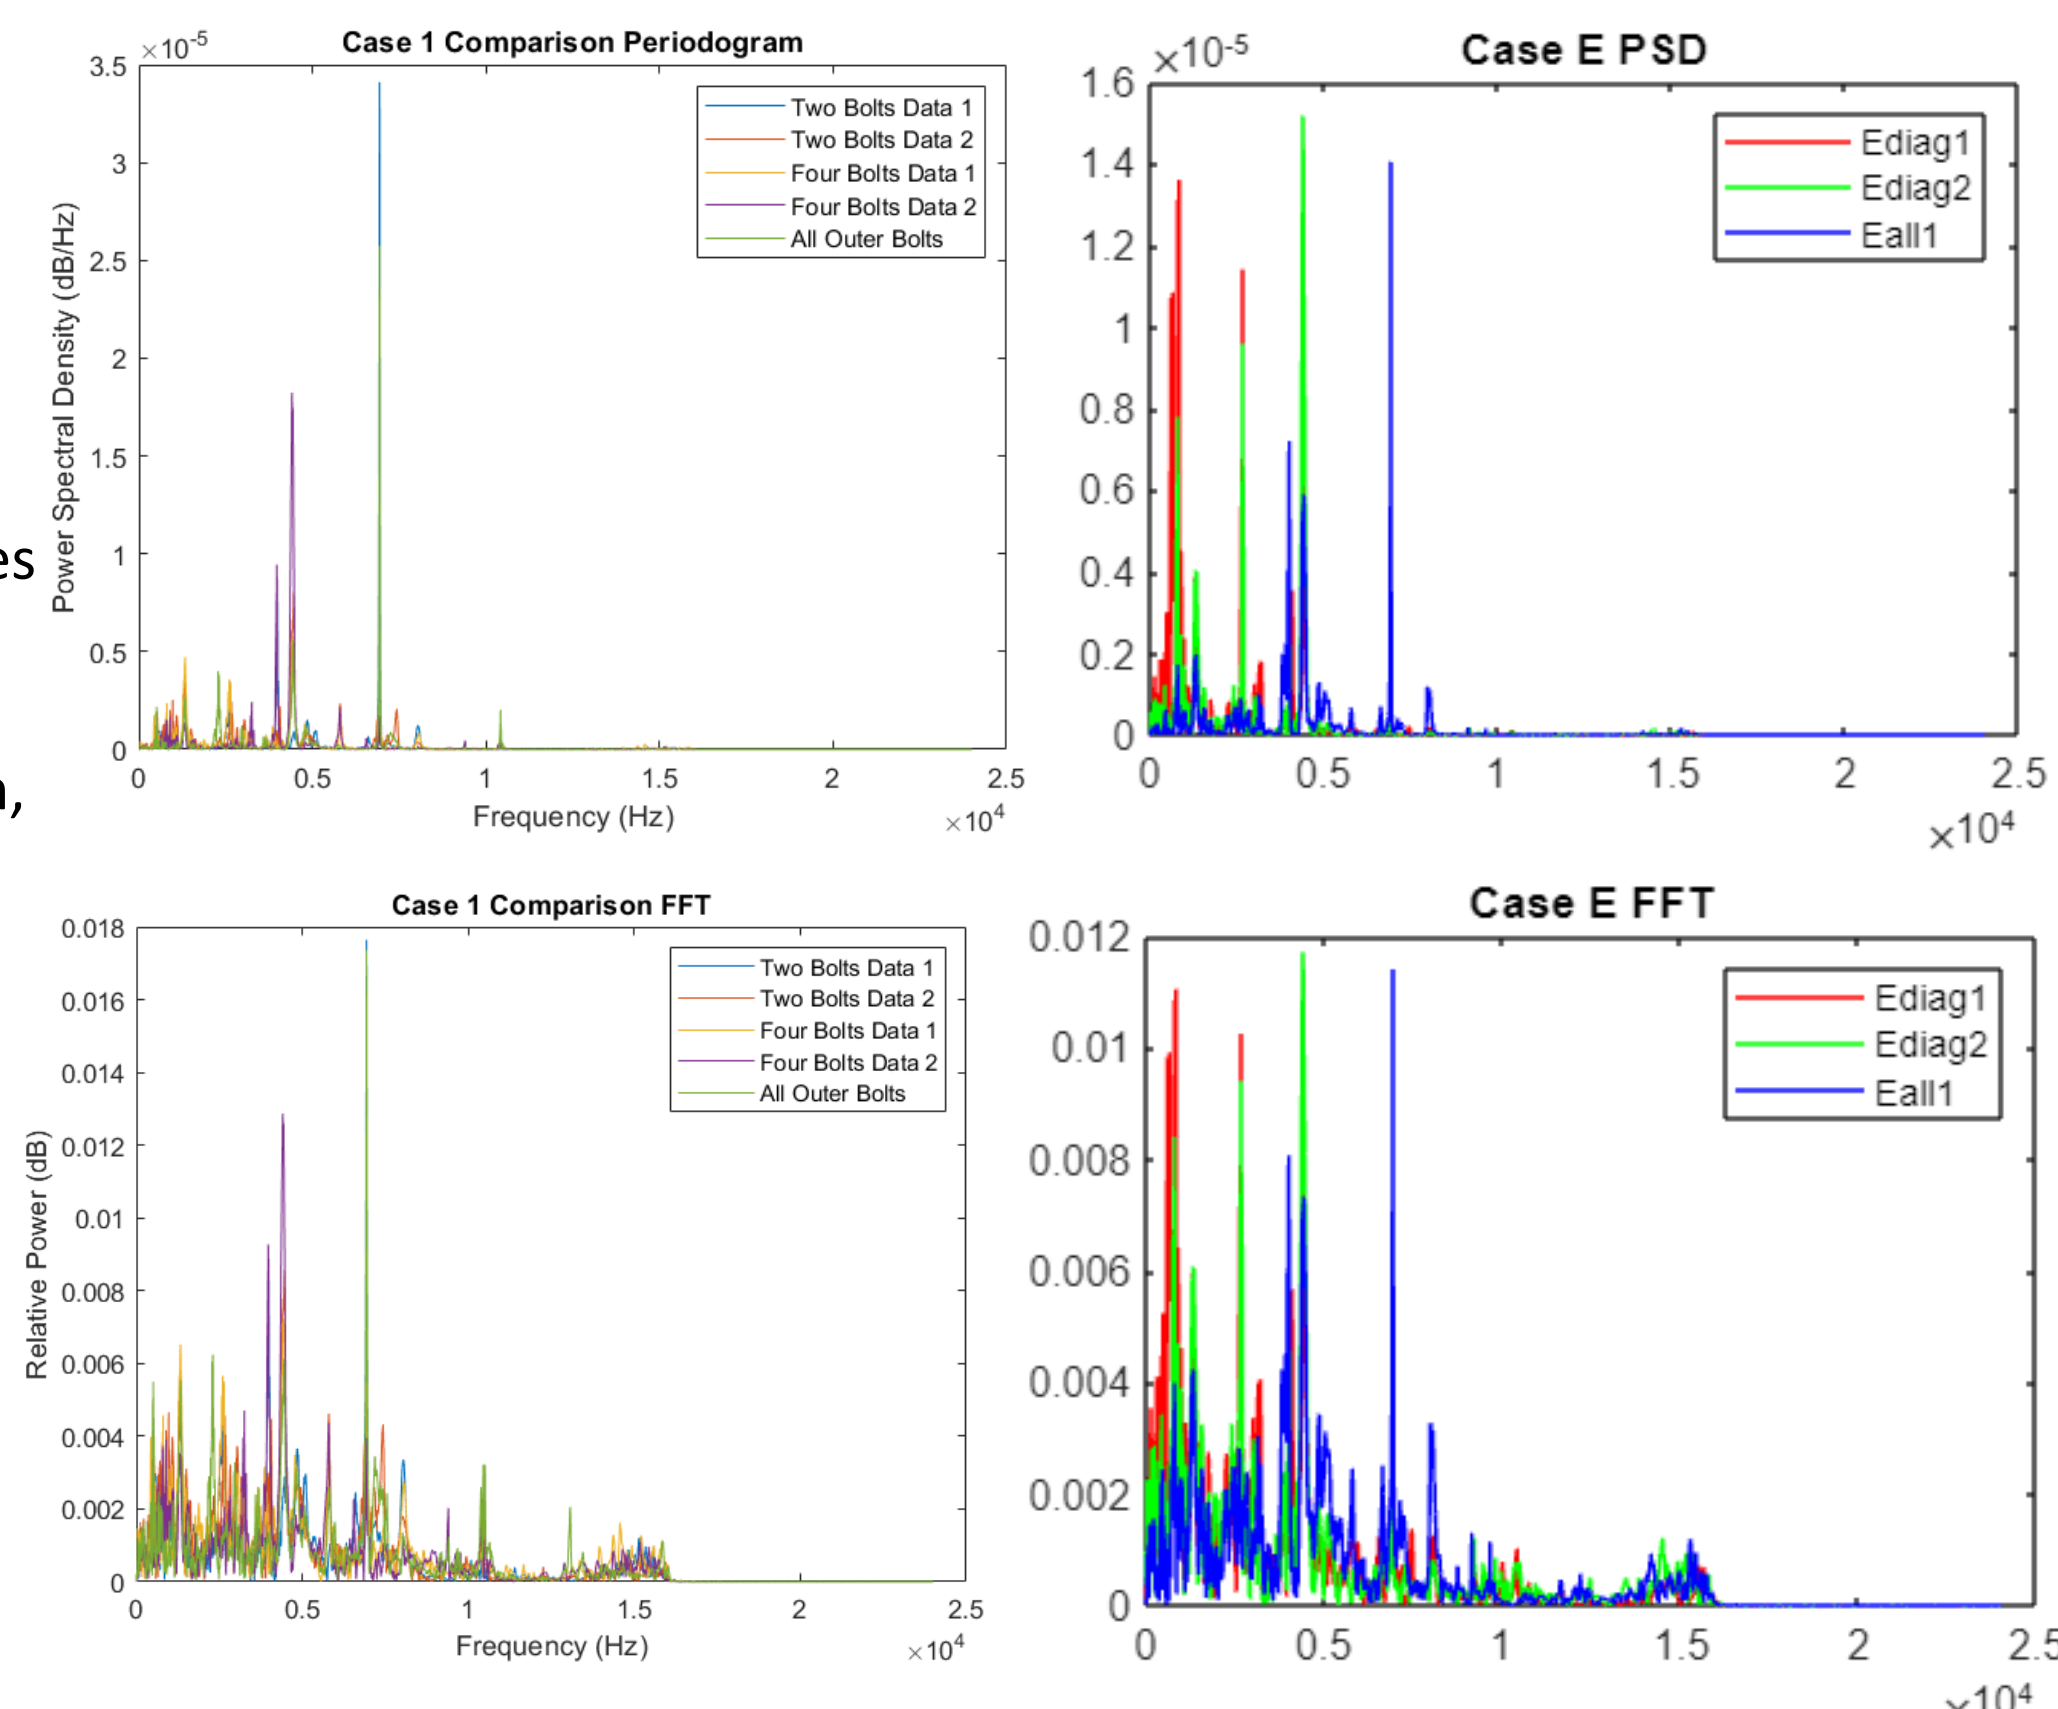 es
n,
Case 1 Comparison Periodogram
×10-5
3.5
3
2.5
2
1.5
1
0.5
0
Power Spectral Density (dB/Hz)
Two Bolts Data 1
Two Bolts Data 2
Four Bolts Data 1
Four Bolts Data 2
All Outer Bolts
0 0.5 1 1.5 2 2.5
Frequency (Hz)
×10^4
Case E PSD
×10-5
1.6
1.4
1.2
1
0.8
0.6
0.4
0.2
0
Ediag1
Ediag2
Eall1
0 0.5 1 1.5 2 2.5
×10^4
Case 1 Comparison FFT
0.018
0.016
0.014
0.012
0.01
0.008
0.006
0.004
0.002
0
Relative Power (dB)
Two Bolts Data 1
Two Bolts Data 2
Four Bolts Data 1
Four Bolts Data 2
All Outer Bolts
0 0.5 1 1.5 2 2.5
Frequency (Hz)
×10^4
Case E FFT
0.012
0.01
0.008
0.006
0.004
0.002
0
Ediag1
Ediag2
Eall1
0 0.5 1 1.5 2 2.5
×10^4